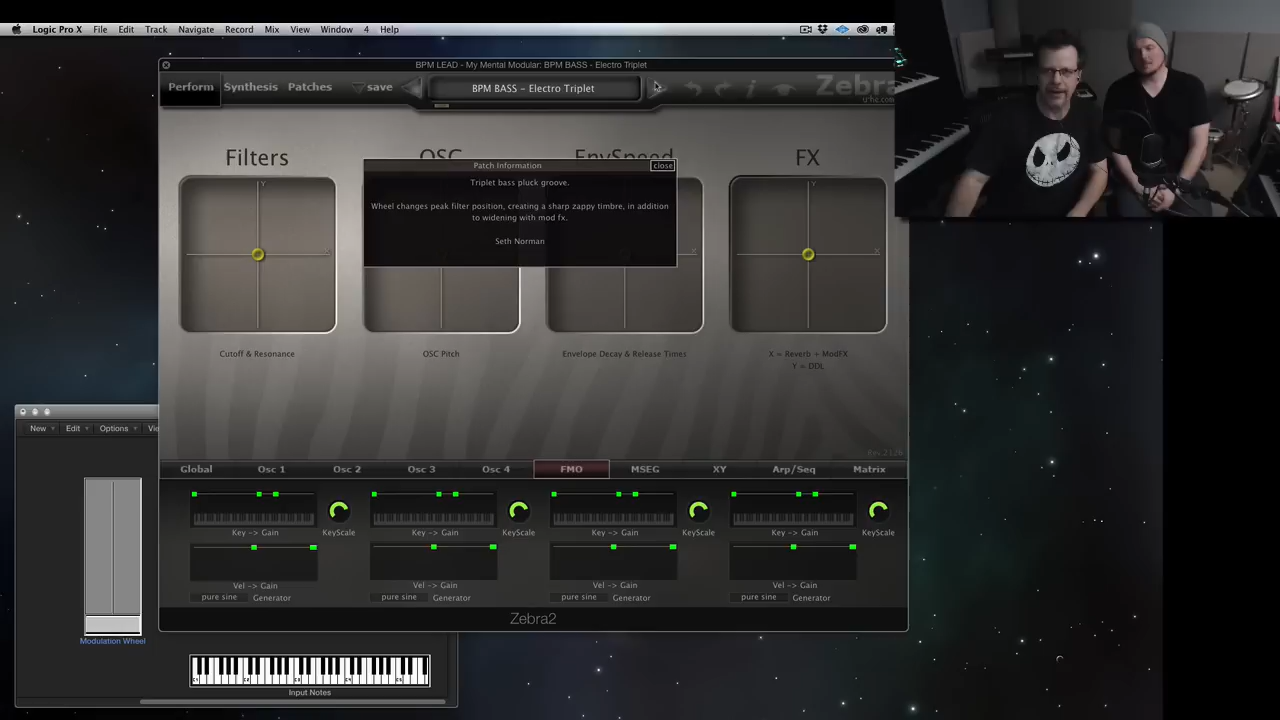 Logic Pro X File Edit Track Navigate Record Mix View Window 4 Help
BPM LEAD - My Mental Modular: BPM BASS - Electro Triplet
Perform Synthesis Patches save BPM BASS - Electro Triplet Zebra
u-he.com
Filters OSC EnvSpeed FX
Patch Information close
Triplet bass pluck groove.
Wheel changes peak filter position, creating a sharp zappy timbre, in addition
to widening with mod fx.
Seth Norman
Y Y
X X X
Cutoff & Resonance OSC Pitch Envelope Decay & Release Times X = Reverb + ModFX
Y = DDL
Global Osc 1 Osc 2 Osc 3 Osc 4 FMO MSEG XY Arp/Seq Matrix
Key -> Gain KeyScale Key -> Gain KeyScale Key -> Gain KeyScale Key -> Gain KeyScale
Vel -> Gain Vel -> Gain Vel -> Gain Vel -> Gain
pure sine Generator pure sine Generator pure sine Generator pure sine Generator
Zebra2
New Edit Options
Modulation Wheel
Input Notes